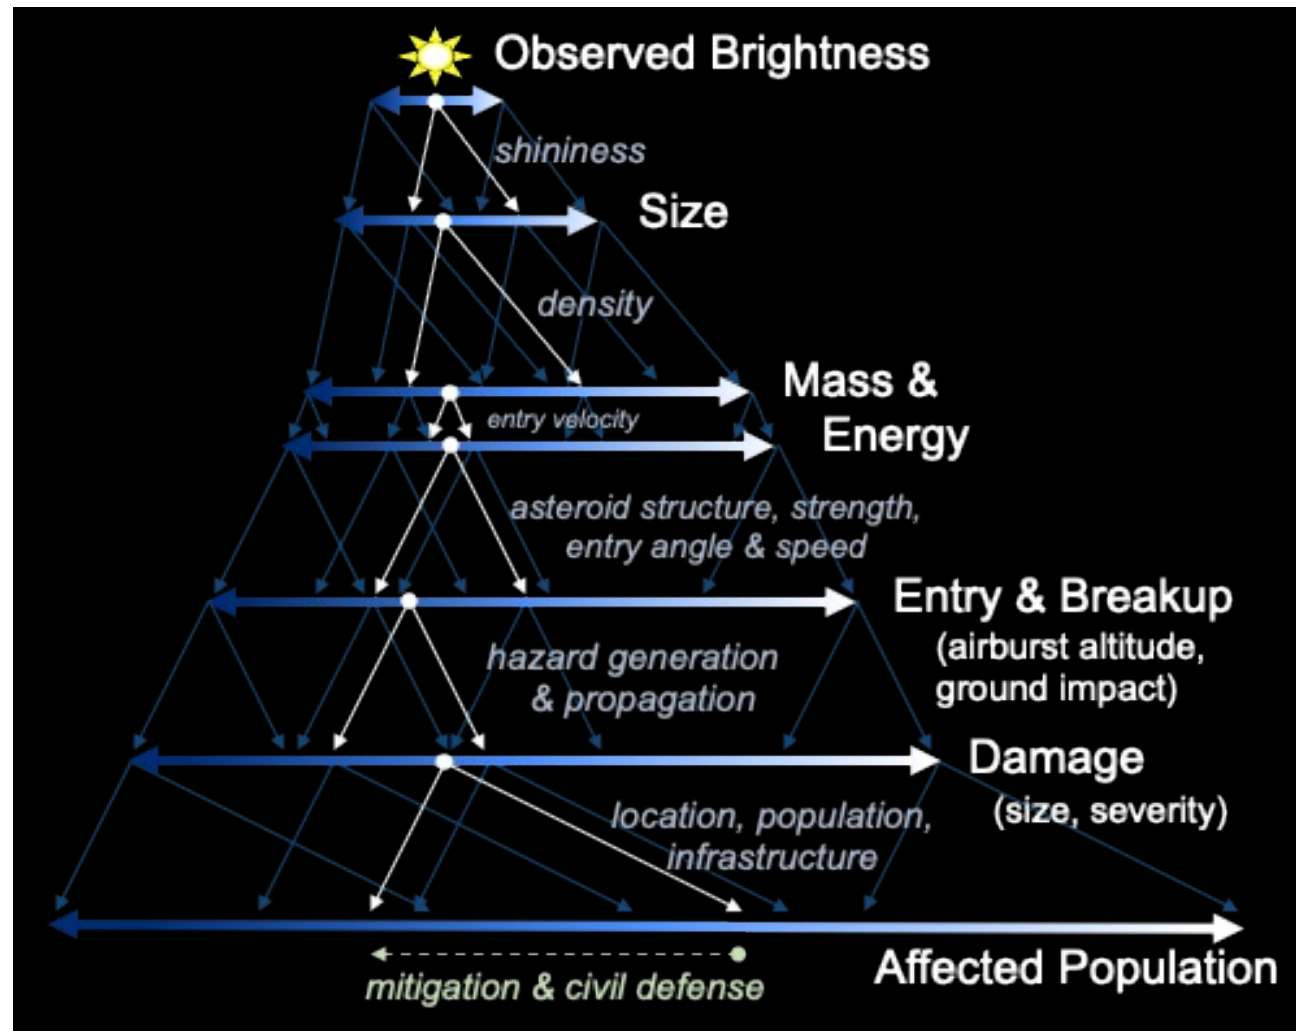 Observed Brightness
shininess
Size
density
Mass &
Energy
entry velocity
asteroid structure, strength,
entry angle & speed
Entry & Breakup
(airburst altitude,
ground impact)
hazard generation
& propagation
Damage
(size, severity)
location, population,
infrastructure
Affected Population
mitigation & civil defense